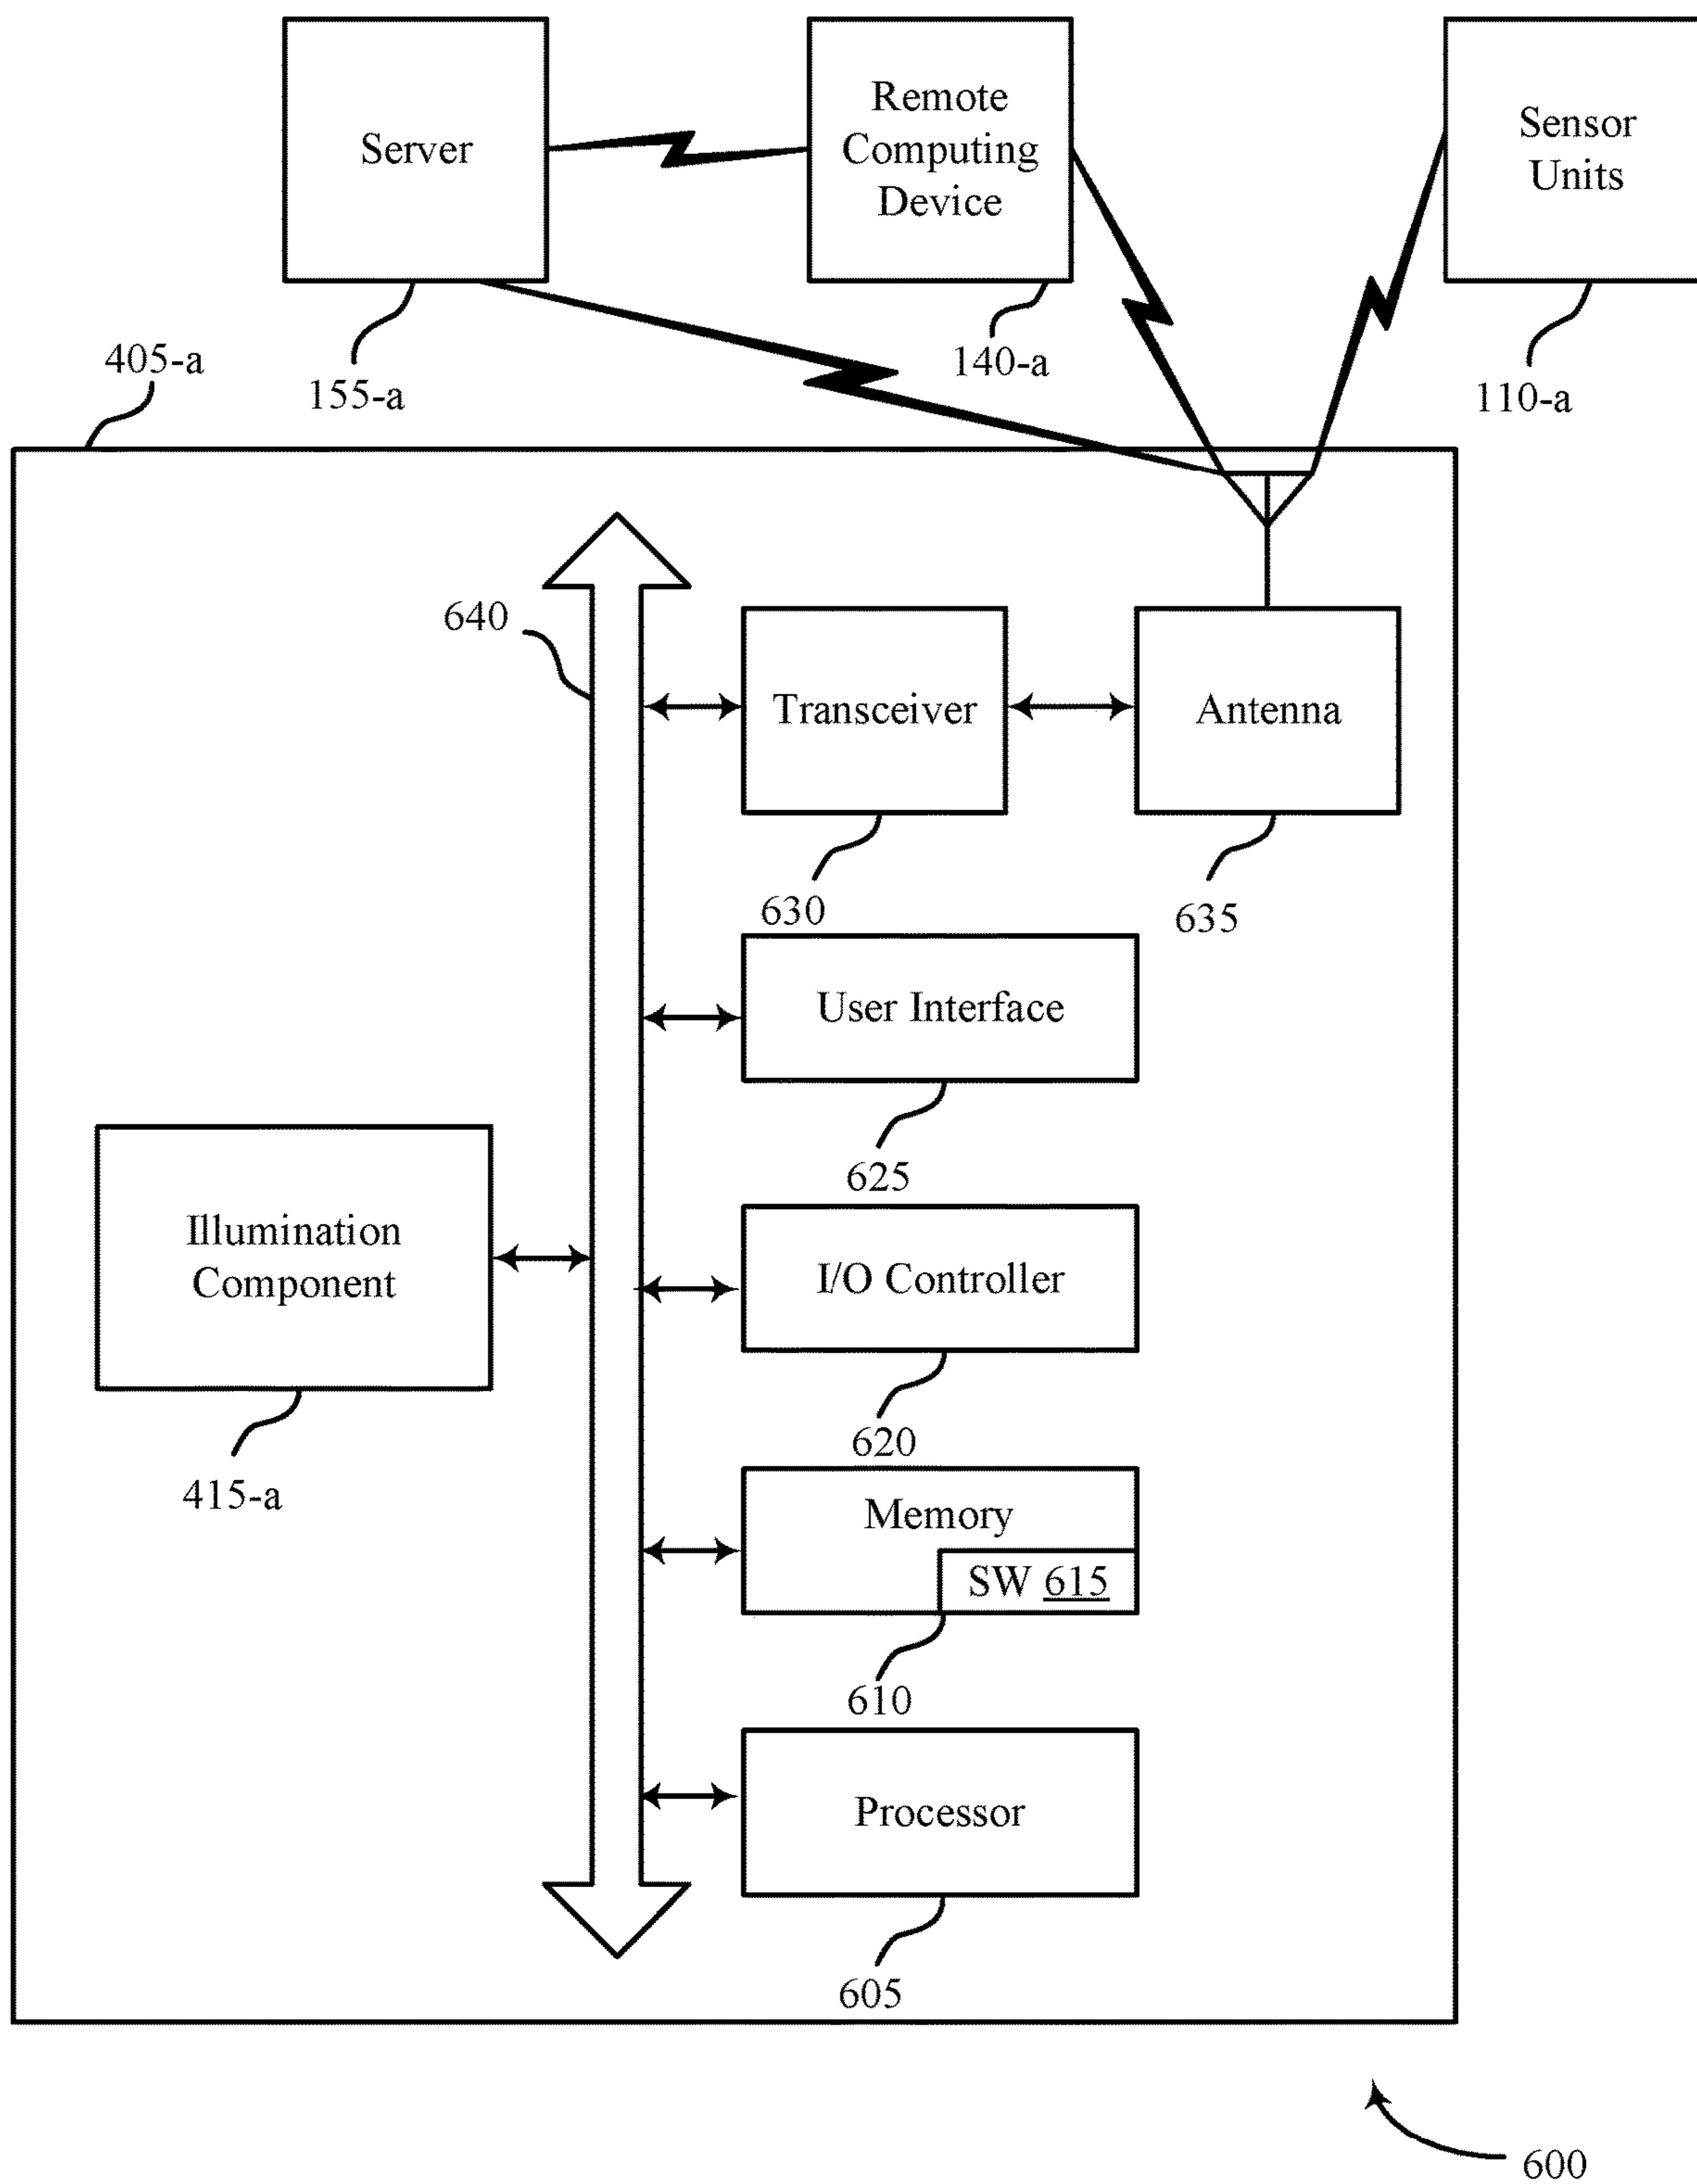 Server
Remote
Computing
Device
Sensor
Units
405-a
155-a
140-a
110-a
640
Transceiver
Antenna
630
635
User Interface
625
Illumination
Component
I/O Controller
415-a
620
Memory
SW 615
610
Processor
605
600